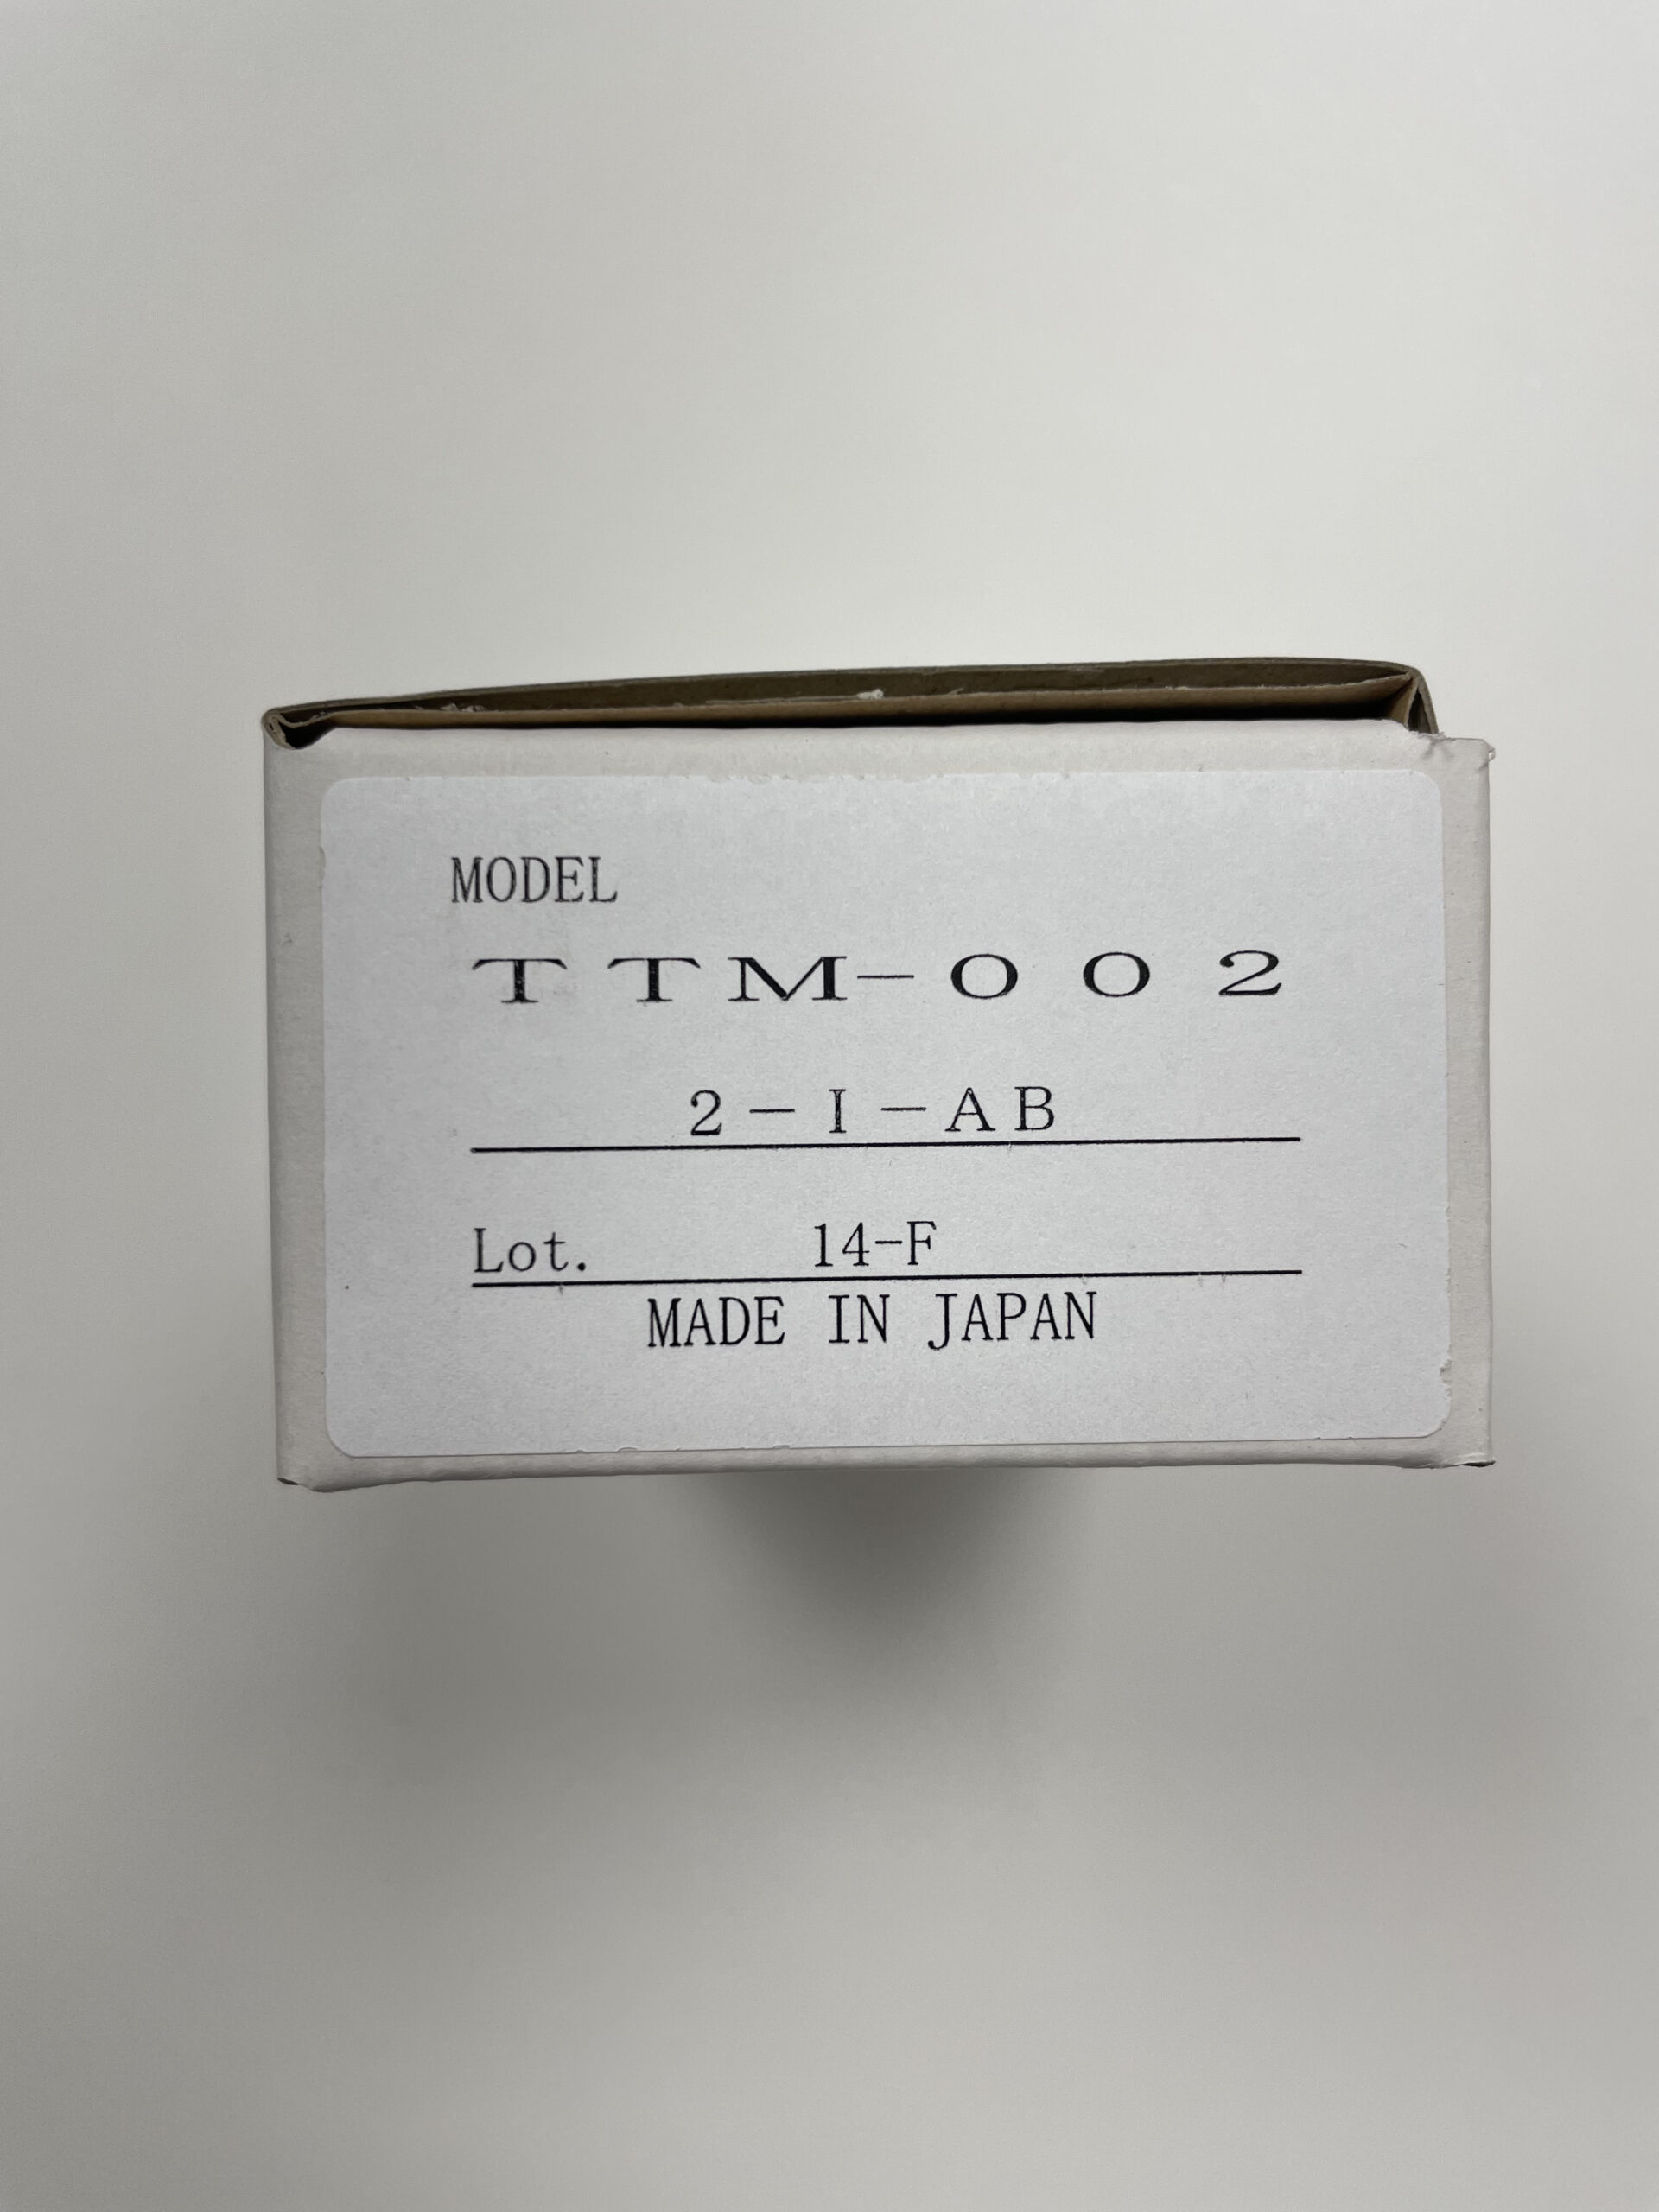 MODEL
TTM-002
2-I-AB
Lot. 14-F
MADE IN JAPAN